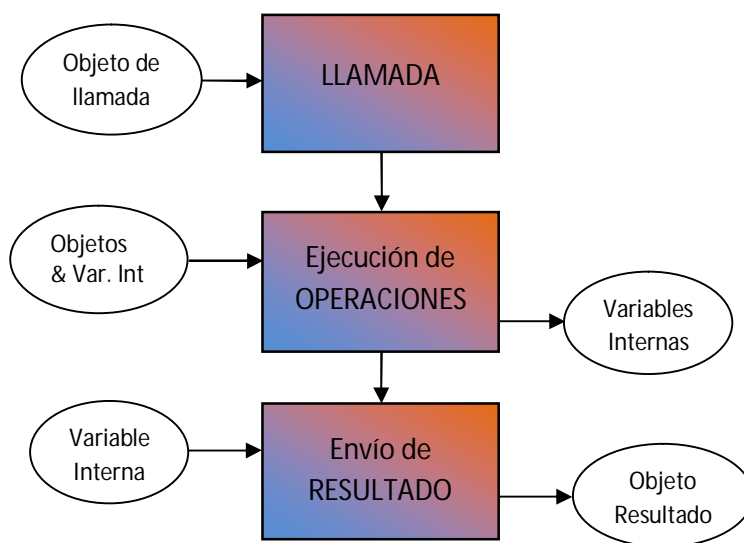 Objeto de
llamada
LLAMADA
Objetos
& Var. Int
Ejecución de
OPERACIONES
Variables
Internas
Variable
Interna
Envío de
RESULTADO
Objeto
Resultado